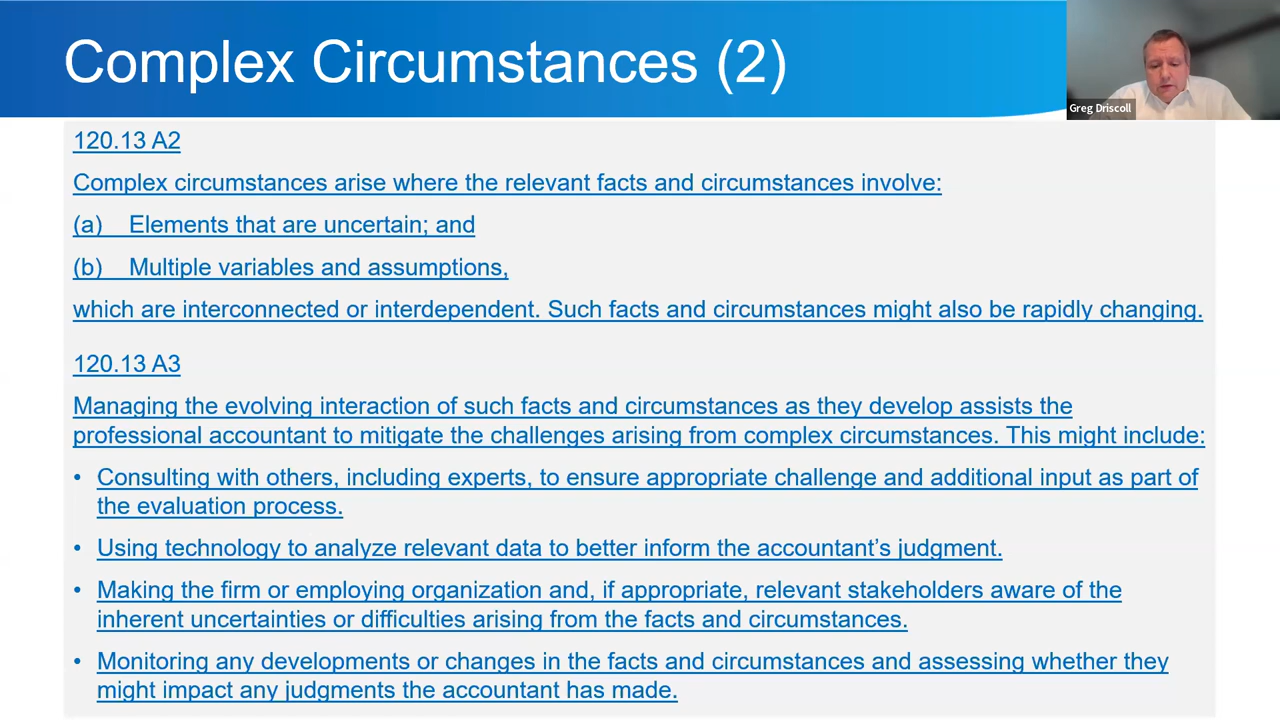 Complex Circumstances (2)
Greg Driscoll
120.13 A2
Complex circumstances arise where the relevant facts and circumstances involve:
(a) Elements that are uncertain; and
(b) Multiple variables and assumptions,
which are interconnected or interdependent. Such facts and circumstances might also be rapidly changing.
120.13 A3
Managing the evolving interaction of such facts and circumstances as they develop assists the
professional accountant to mitigate the challenges arising from complex circumstances. This might include:
• Consulting with others, including experts, to ensure appropriate challenge and additional input as part of
the evaluation process.
• Using technology to analyze relevant data to better inform the accountant’s judgment.
• Making the firm or employing organization and, if appropriate, relevant stakeholders aware of the
inherent uncertainties or difficulties arising from the facts and circumstances.
• Monitoring any developments or changes in the facts and circumstances and assessing whether they
might impact any judgments the accountant has made.